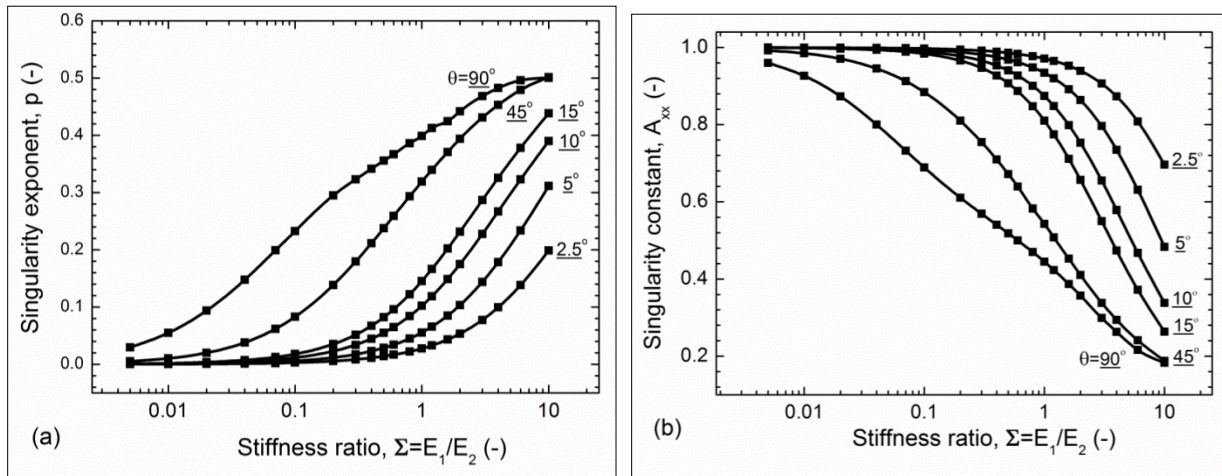 0.6
0.5
0.4
0.3
0.2
0.1
0.0
Singularity exponent, p (-)
θ=90°
45°
15°
10°
5°
2.5°
0.01 0.1 1 10
(a)
Stiffness ratio, Σ=E₁/E₂ (-)
1.0
0.8
0.6
0.4
0.2
Singularity constant, Aₓₓ (-)
2.5°
5°
10°
15°
θ=90°
45°
0.01 0.1 1 10
(b)
Stiffness ratio, Σ=E₁/E₂ (-)